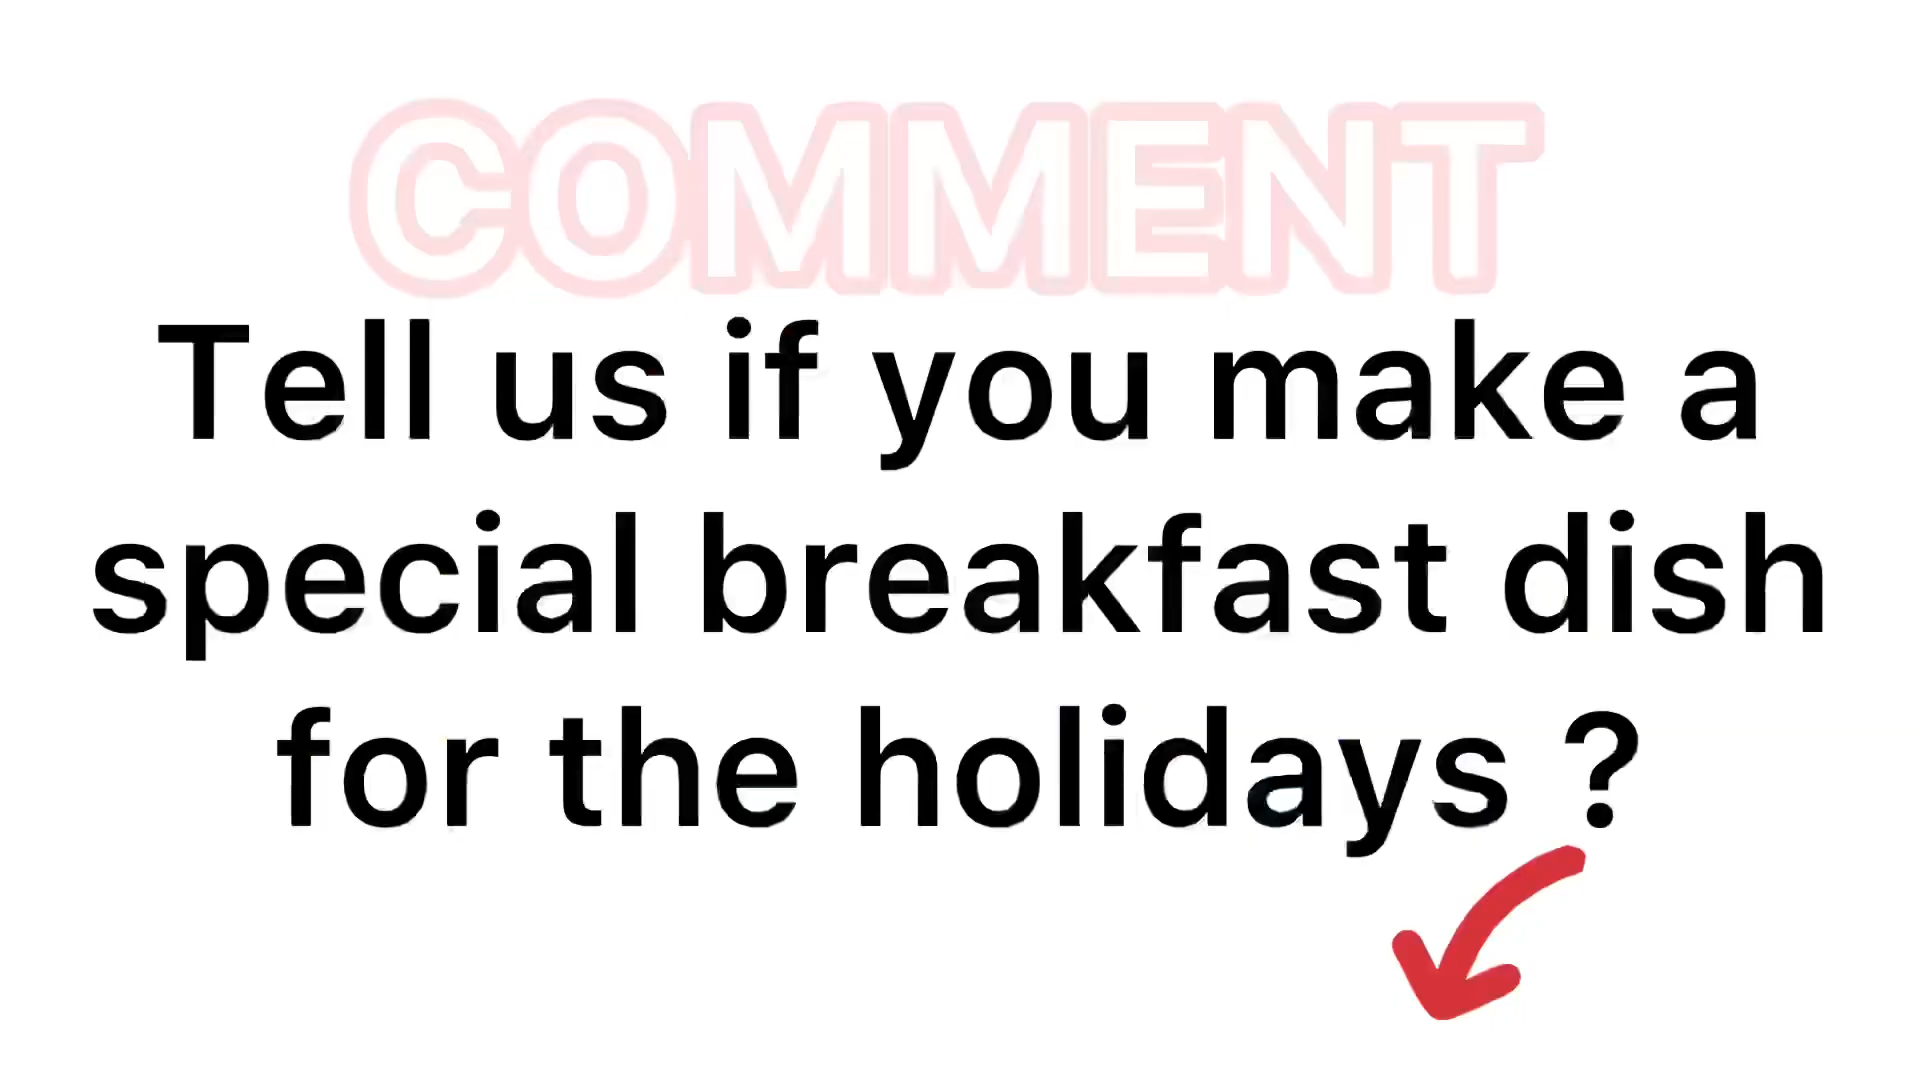 COMMENT
Tell us if you make a
special breakfast dish
for the holidays ?